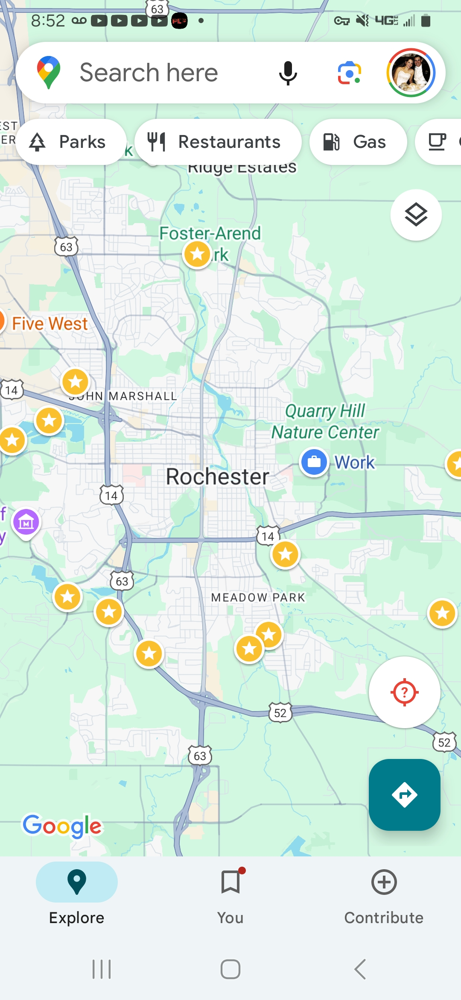 63
8:52
4G LTE
Search here
EST
ER
Parks
Restaurants
Gas
k
Ridge Estates
Foster-Arend
rk
63
Five West
14
JOHN MARSHALL
Quarry Hill
Nature Center
Work
Rochester
14
f
y
14
63
MEADOW PARK
52
52
63
Google
Explore
You
Contribute